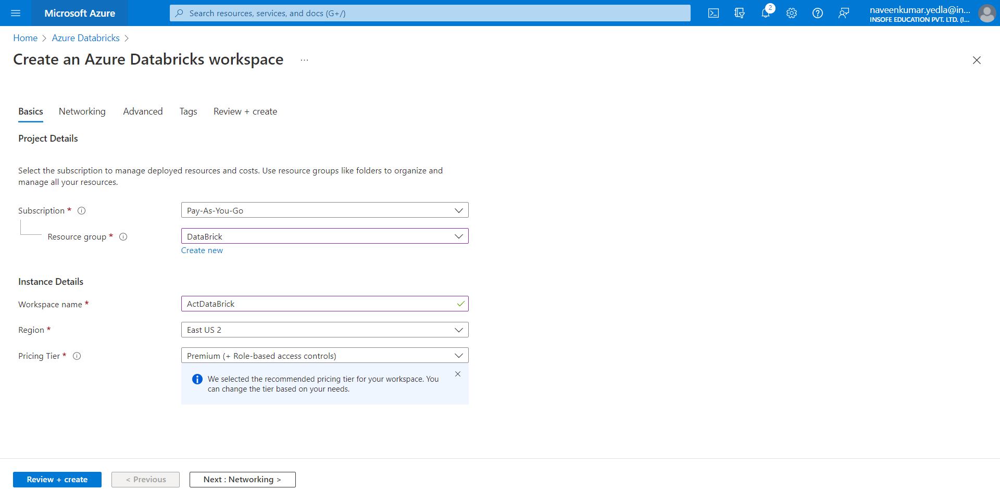 Microsoft Azure
Search resources, services, and docs (G+/)
2
naveenkumar.yedla@in...
INSOFE EDUCATION PVT. LTD. (I...
Home > Azure Databricks >
Create an Azure Databricks workspace ...
Basics Networking Advanced Tags Review + create
Project Details
Select the subscription to manage deployed resources and costs. Use resource groups like folders to organize and
manage all your resources.
Subscription * Pay-As-You-Go
Resource group * DataBrick
Create new
Instance Details
Workspace name * ActDataBrick
Region * East US 2
Pricing Tier * Premium (+ Role-based access controls)
We selected the recommended pricing tier for your workspace. You
can change the tier based on your needs.
Review + create < Previous Next : Networking >